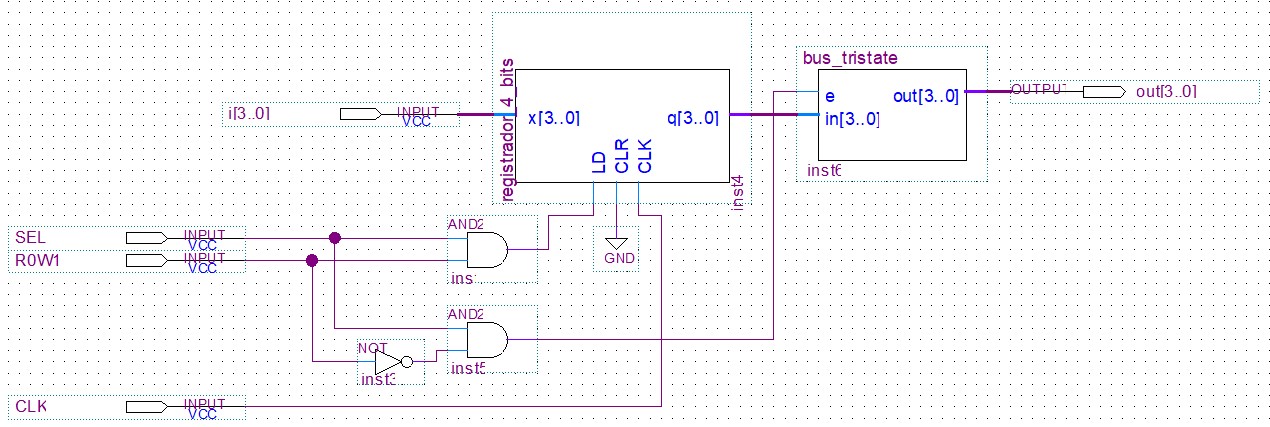 i[3..0]
INPUT
VCC
registrador_4_bits
x[3..0]
q[3..0]
LD
CLR
CLK
inst4
bus_tristate
e
in[3..0]
out[3..0]
inst6
OUTPUT
out[3..0]
SEL
INPUT
VCC
R0W1
INPUT
VCC
AND2
ins
GND
AND2
inst5
NOT
inst3
CLK
INPUT
VCC